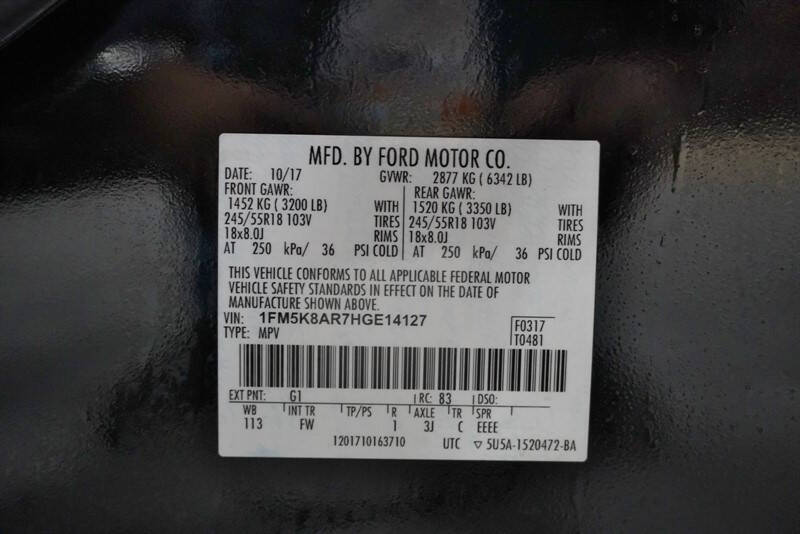 MFD. BY FORD MOTOR CO.
DATE: 10/17 GVWR: 2877 KG ( 6342 LB)
FRONT GAWR: REAR GAWR:
1452 KG ( 3200 LB) WITH 1520 KG ( 3350 LB) WITH
245/55R18 103V TIRES 245/55R18 103V TIRES
18x8.0J RIMS 18x8.0J RIMS
AT 250 kPa/ 36 PSI COLD AT 250 kPa/ 36 PSI COLD
THIS VEHICLE CONFORMS TO ALL APPLICABLE FEDERAL MOTOR
VEHICLE SAFETY STANDARDS IN EFFECT ON THE DATE OF
MANUFACTURE SHOWN ABOVE.
VIN: 1FM5K8AR7HGE14127 F0317
TYPE: MPV T0481
EXT PNT: G1 RC: 83 DSO:
WB INT TR TP/PS R AXLE TR SPR
113 FW 1 3J C EEEE
1201710163710 UTC ▽ 5U5A-1520472-BA